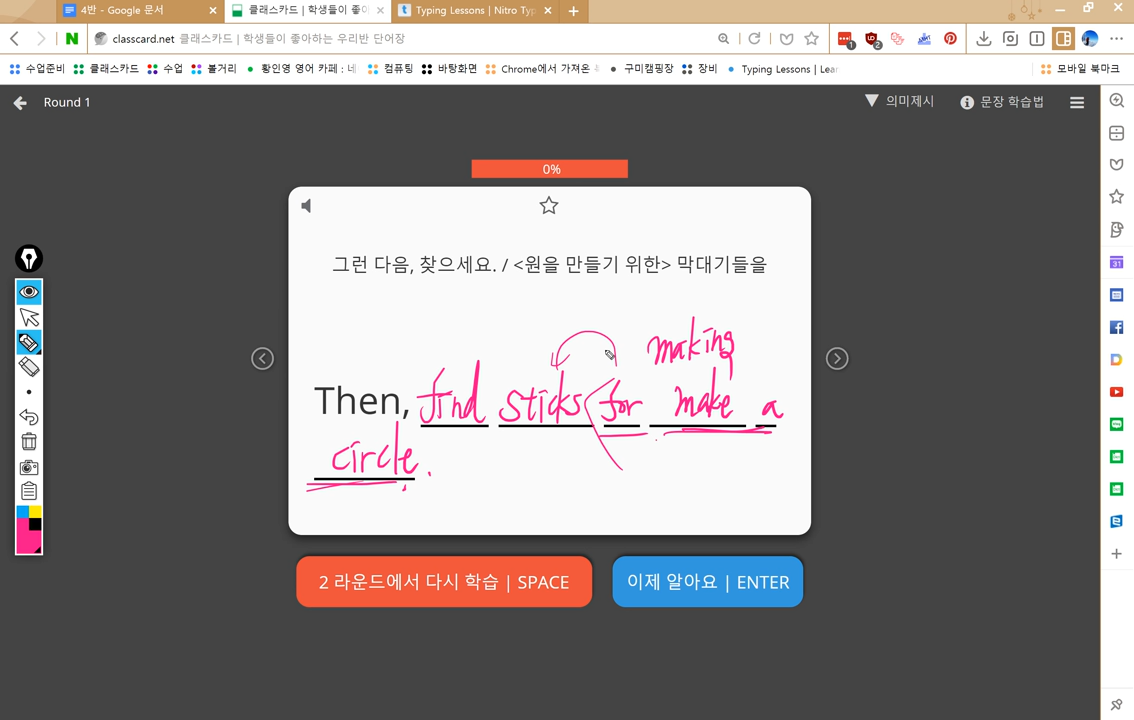 4반 - Google 문서
클래스카드 | 학생들이 좋아
Typing Lessons | Nitro Typ
N classcard.net 클래스카드 | 학생들이 좋아하는 우리반 단어장
수업준비 클래스카드 수업 볼거리 황인영 영어 카페 : 네 컴퓨팅 바탕화면 Chrome에서 가져온 구미캠핑장 장비 Typing Lessons | Lear 모바일 북마크
Round 1 의미제시 문장 학습법
0%
그런 다음, 찾으세요. / <원을 만들기 위한> 막대기들을
making
Then, find sticks for make a
circle.
2 라운드에서 다시 학습 | SPACE
이제 알아요 | ENTER